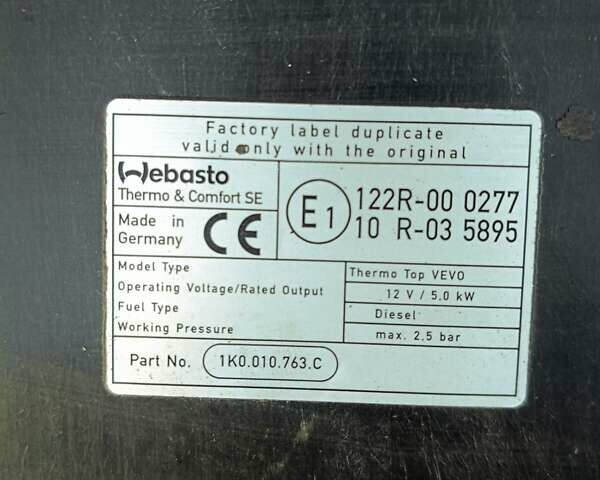 Factory label duplicate
valid only with the original
Webasto
Thermo & Comfort SE
Made in
Germany
CE
E1
122R-00 0277
10 R-03 5895
Model Type
Thermo Top VEVO
Operating Voltage/Rated Output
12 V / 5,0 kW
Fuel Type
Diesel
Working Pressure
max. 2,5 bar
Part No. 1K0.010.763.C